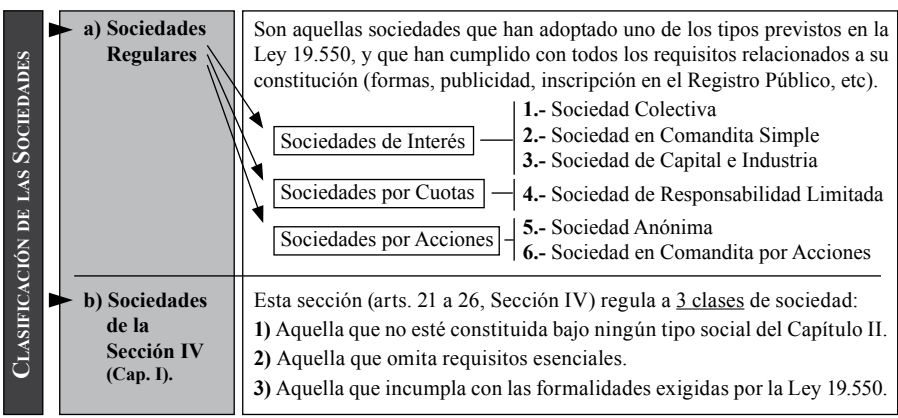 CLASIFICACIÓN DE LAS SOCIEDADES
a) Sociedades
Regulares
Son aquellas sociedades que han adoptado uno de los tipos previstos en la
Ley 19.550, y que han cumplido con todos los requisitos relacionados a su
constitución (formas, publicidad, inscripción en el Registro Público, etc).
Sociedades de Interés
1.- Sociedad Colectiva
2.- Sociedad en Comandita Simple
3.- Sociedad de Capital e Industria
Sociedades por Cuotas
4.- Sociedad de Responsabilidad Limitada
Sociedades por Acciones
5.- Sociedad Anónima
6.- Sociedad en Comandita por Acciones
b) Sociedades
de la
Sección IV
(Cap. I).
Esta sección (arts. 21 a 26, Sección IV) regula a 3 clases de sociedad:
1) Aquella que no esté constituida bajo ningún tipo social del Capítulo II.
2) Aquella que omita requisitos esenciales.
3) Aquella que incumpla con las formalidades exigidas por la Ley 19.550.